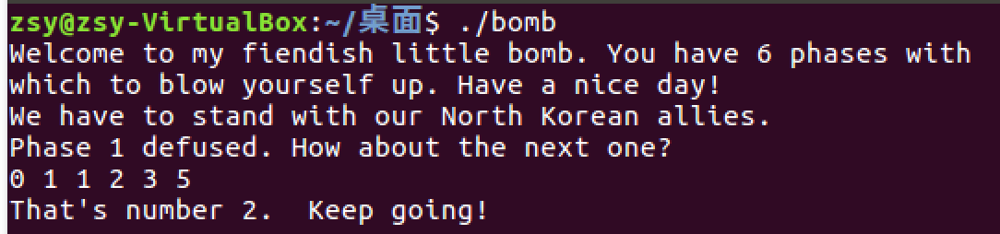 zsy@zsy-VirtualBox:~/桌面$ ./bomb
Welcome to my fiendish little bomb. You have 6 phases with
which to blow yourself up. Have a nice day!
We have to stand with our North Korean allies.
Phase 1 defused. How about the next one?
0 1 1 2 3 5
That's number 2.  Keep going!